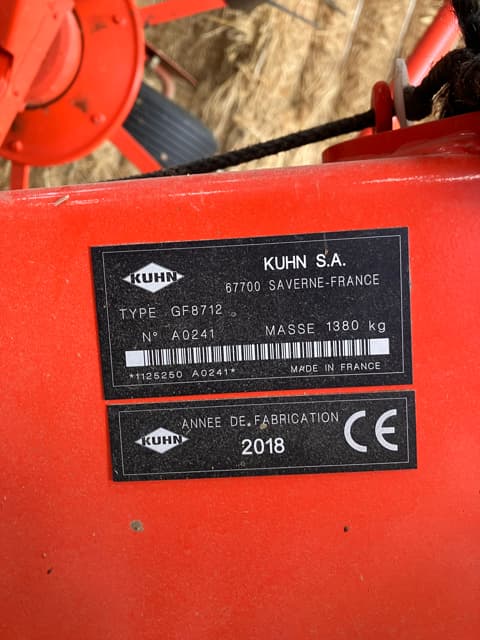 KUHN
KUHN S.A.
67700 SAVERNE-FRANCE
TYPE GF8712
N° A0241 MASSE 1380 kg
*1125250 A0241* MADE IN FRANCE
KUHN
ANNEE DE FABRICATION
2018
CE